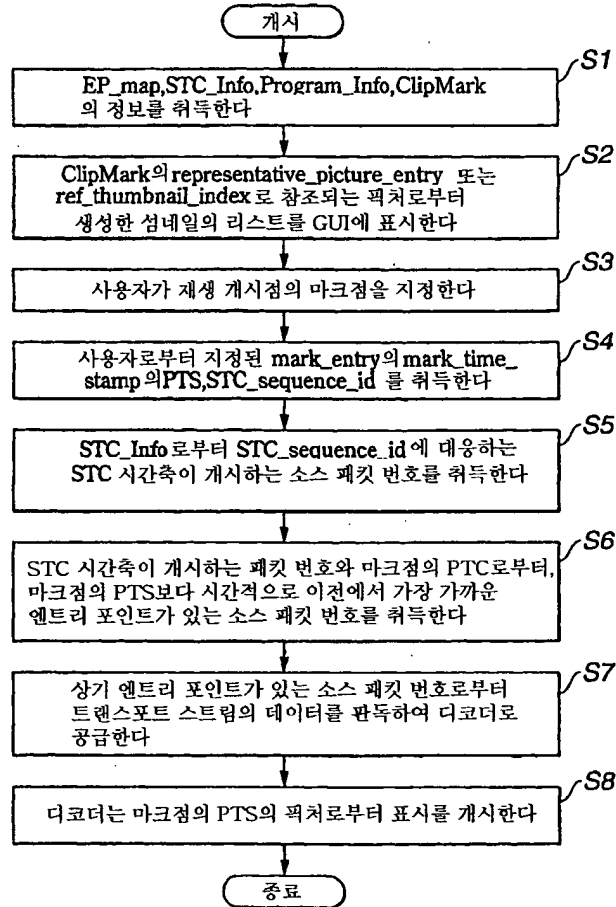 개시
S1
EP_map,STC_Info,Program_Info,ClipMark
의 정보를 취득한다
S2
ClipMark의 representative_picture_entry 또는
ref_thumbnail_index로 참조되는 픽처로부터
생성한 섬네일의 리스트를 GUI에 표시한다
S3
사용자가 재생 개시점의 마크점을 지정한다
S4
사용자로부터 지정된 mark_entry의 mark_time_
stamp의 PTS,STC_sequence_id 를 취득한다
S5
STC_Info로부터 STC_sequence_id에 대응하는
STC 시간축이 개시하는 소스 패킷 번호를 취득한다
S6
STC 시간축이 개시하는 패킷 번호와 마크점의 PTC로부터,
마크점의 PTS보다 시간적으로 이전에서 가장 가까운
엔트리 포인트가 있는 소스 패킷 번호를 취득한다
S7
상기 엔트리 포인트가 있는 소스 패킷 번호로부터
트랜스포트 스트림의 데이터를 판독하여 디코더로
공급한다
S8
디코더는 마크점의 PTS의 픽처로부터 표시를 개시한다
종료